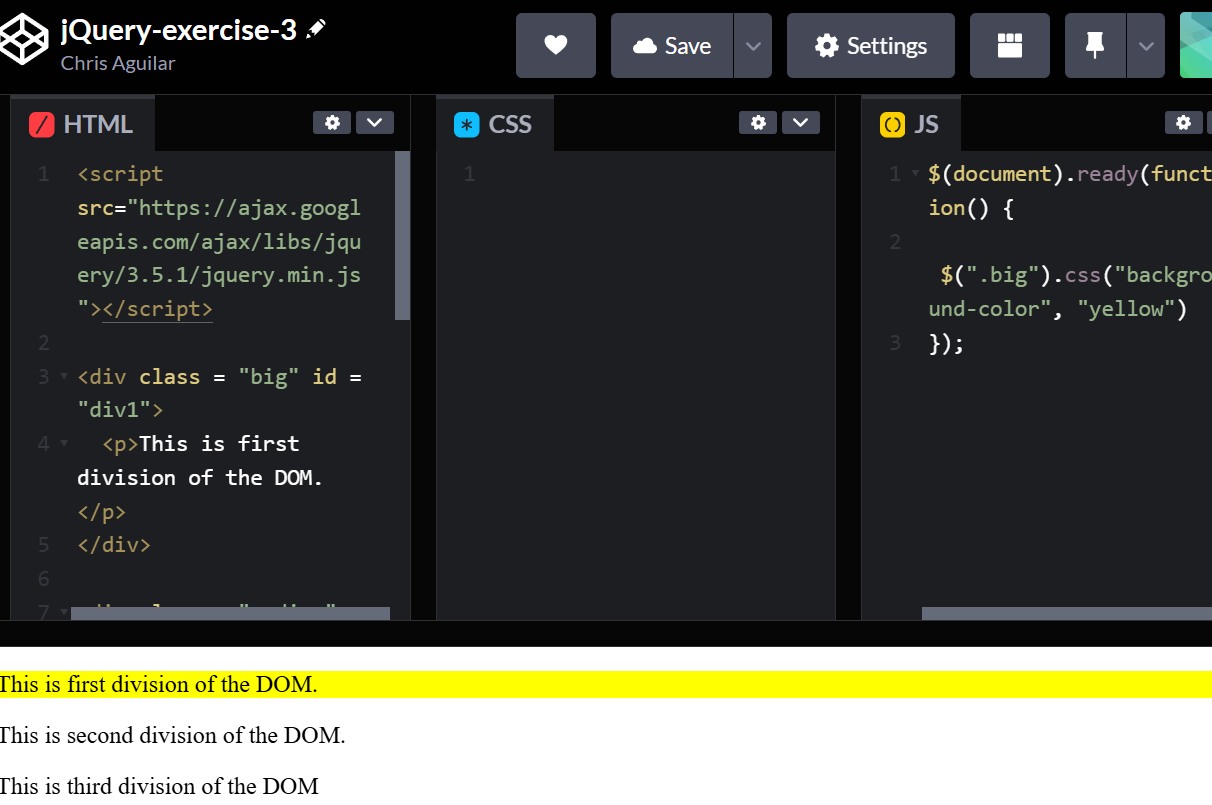 jQuery-exercise-3
Chris Aguilar
Save
Settings
HTML
CSS
JS
1 <script
src="https://ajax.googl
eapis.com/ajax/libs/jqu
ery/3.5.1/jquery.min.js
"></script>
2
3 <div class = "big" id =
"div1">
4 <p>This is first
division of the DOM.
</p>
5 </div>
6
7
1
1 $(document).ready(funct
ion() {
2
$(".big").css("backgro
und-color", "yellow")
3 });
This is first division of the DOM.
This is second division of the DOM.
This is third division of the DOM